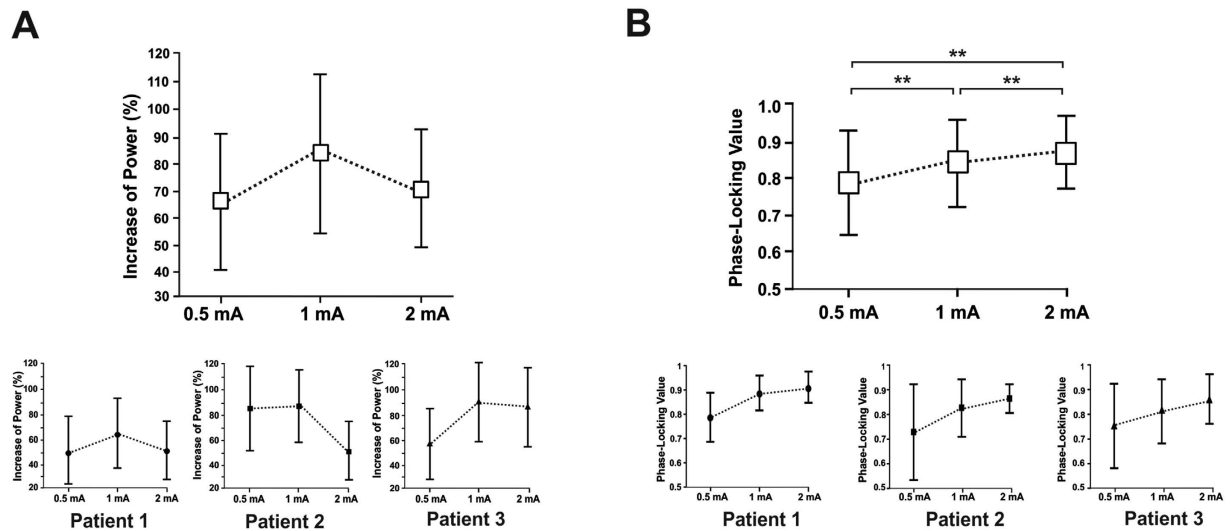 A
Increase of Power (%)
120
110
100
90
80
70
60
50
40
30
0.5 mA 1 mA 2 mA
B
** 
** **
Phase-Locking Value
1.0
0.9
0.8
0.7
0.6
0.5
0.5 mA 1 mA 2 mA
Increase of Power (%)
120
100
80
60
40
20
0.5 mA 1 mA 2 mA
Patient 1
Increase of Power (%)
120
100
80
60
40
20
0.5 mA 1 mA 2 mA
Patient 2
Increase of Power (%)
120
100
80
60
40
20
0.5 mA 1 mA 2 mA
Patient 3
Phase-Locking Value
1
0.9
0.8
0.7
0.6
0.5
0.5 mA 1 mA 2 mA
Patient 1
Phase-Locking Value
1
0.9
0.8
0.7
0.6
0.5
0.5 mA 1 mA 2 mA
Patient 2
Phase-Locking Value
1
0.9
0.8
0.7
0.6
0.5
0.5 mA 1 mA 2 mA
Patient 3